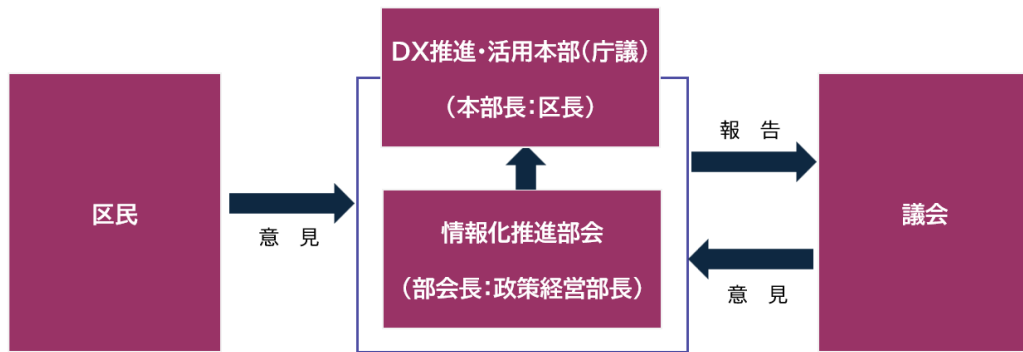 DX推進・活用本部(庁議)
(本部長:区長)
区民
意 見
情報化推進部会
(部会長:政策経営部長)
報 告
意 見
議会